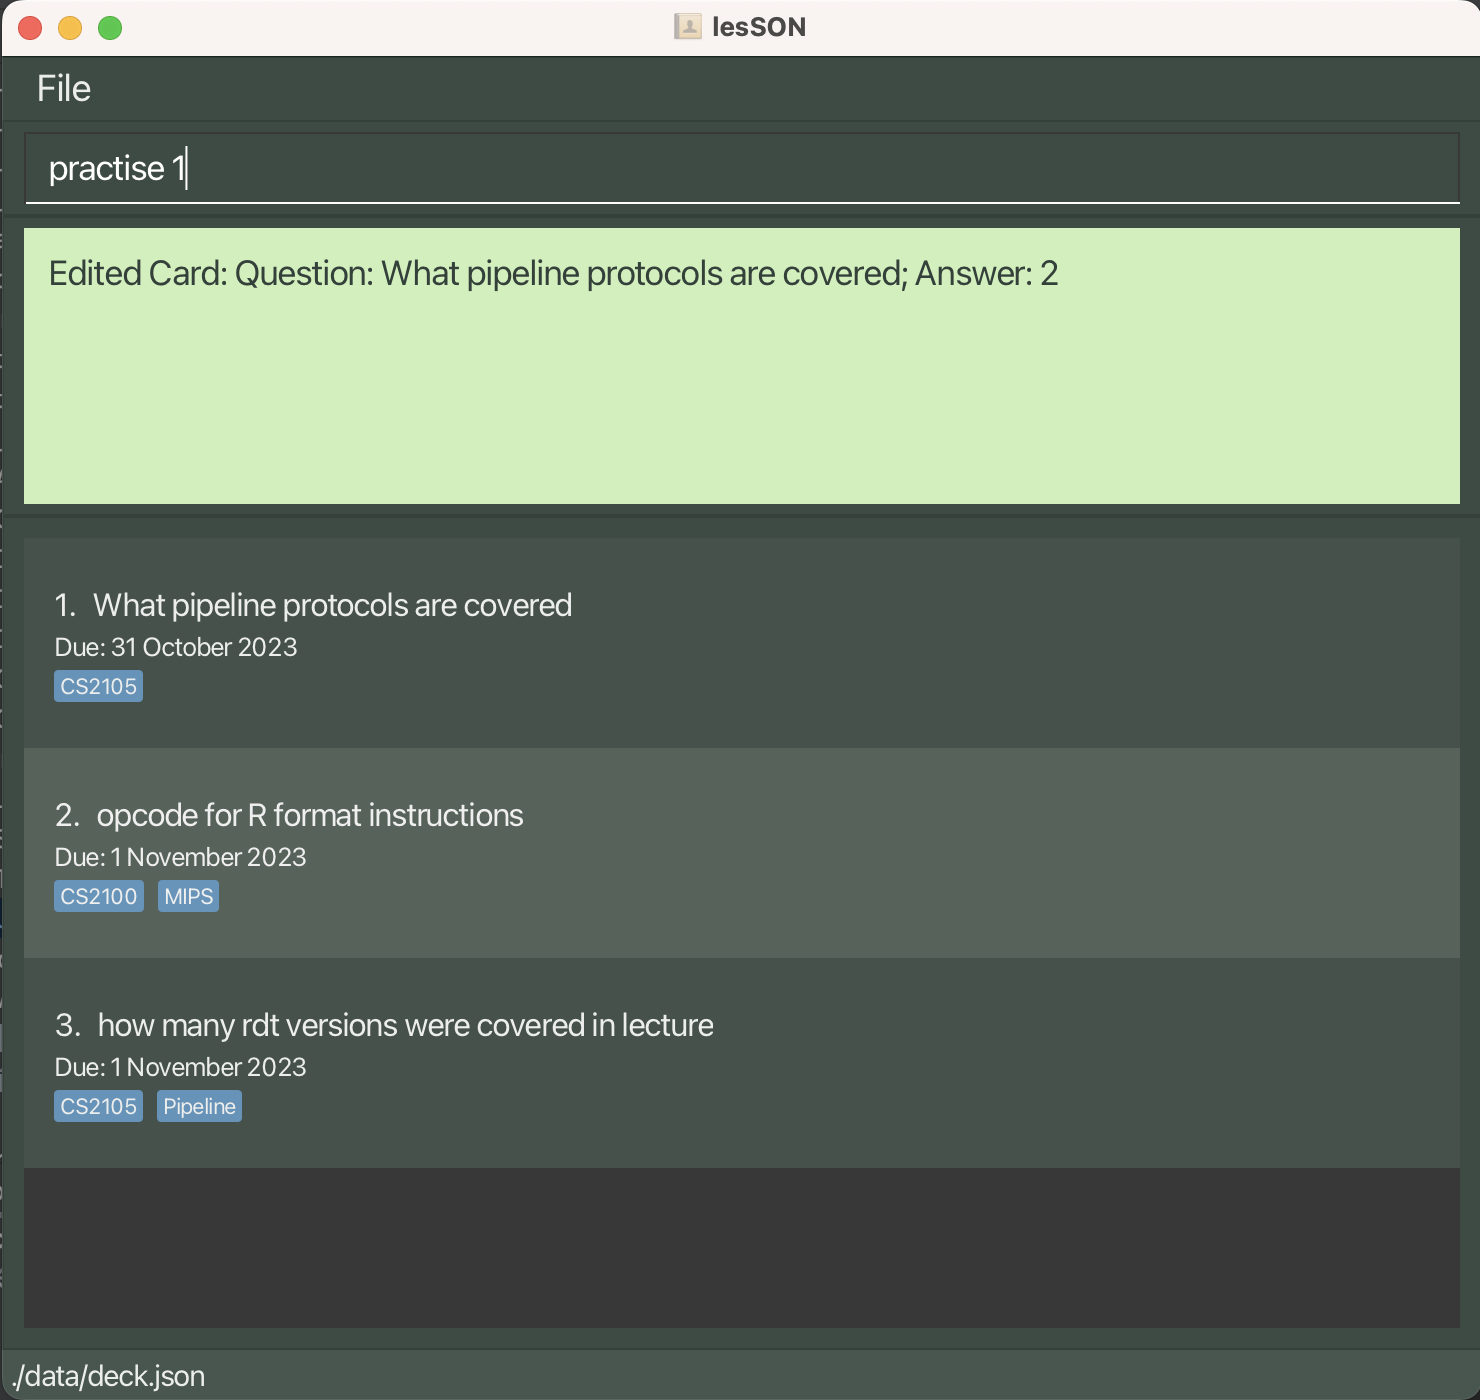 lesSON
File
practise 1
Edited Card: Question: What pipeline protocols are covered; Answer: 2
1. What pipeline protocols are covered
Due: 31 October 2023
CS2105
2. opcode for R format instructions
Due: 1 November 2023
CS2100 MIPS
3. how many rdt versions were covered in lecture
Due: 1 November 2023
CS2105 Pipeline
./data/deck.json